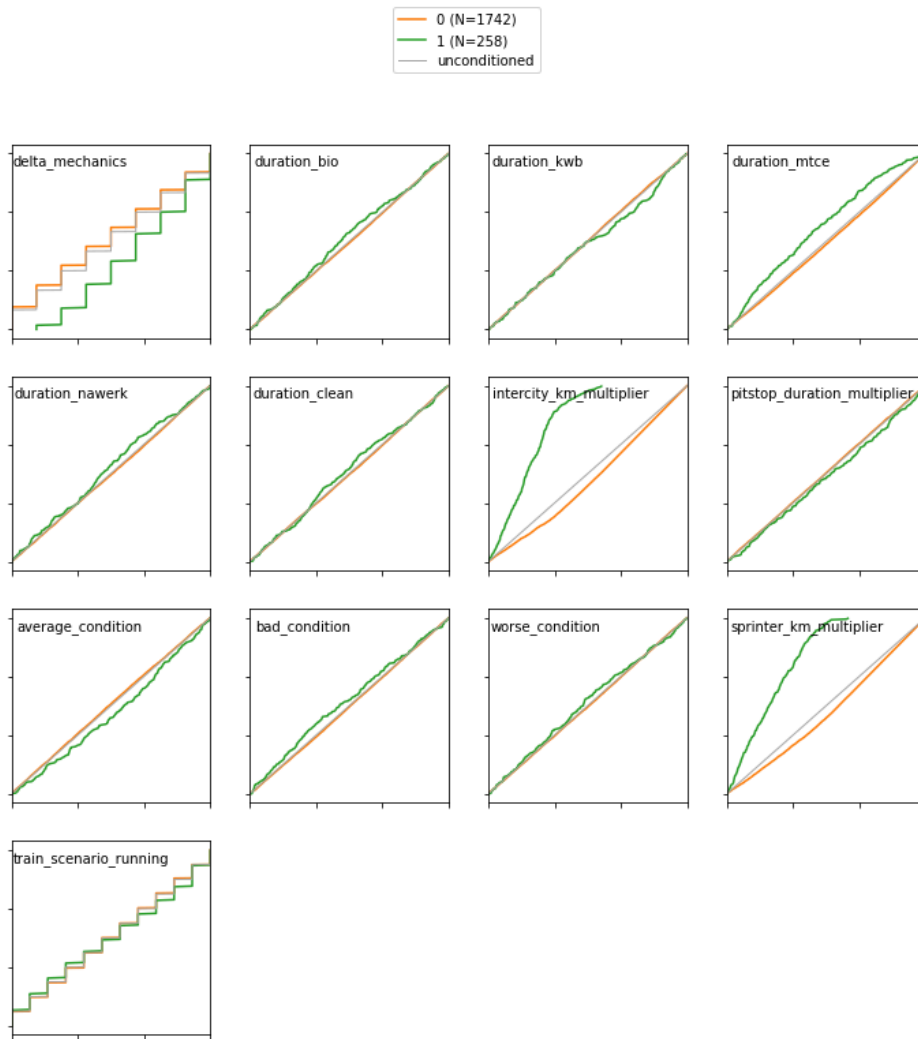 0 (N=1742)
1 (N=258)
unconditioned
delta_mechanics
duration_bio
duration_kwb
duration_mtce
duration_nawerk
duration_clean
intercity_km_multiplier
pitstop_duration_multiplier
average_condition
bad_condition
worse_condition
sprinter_km_multiplier
train_scenario_running